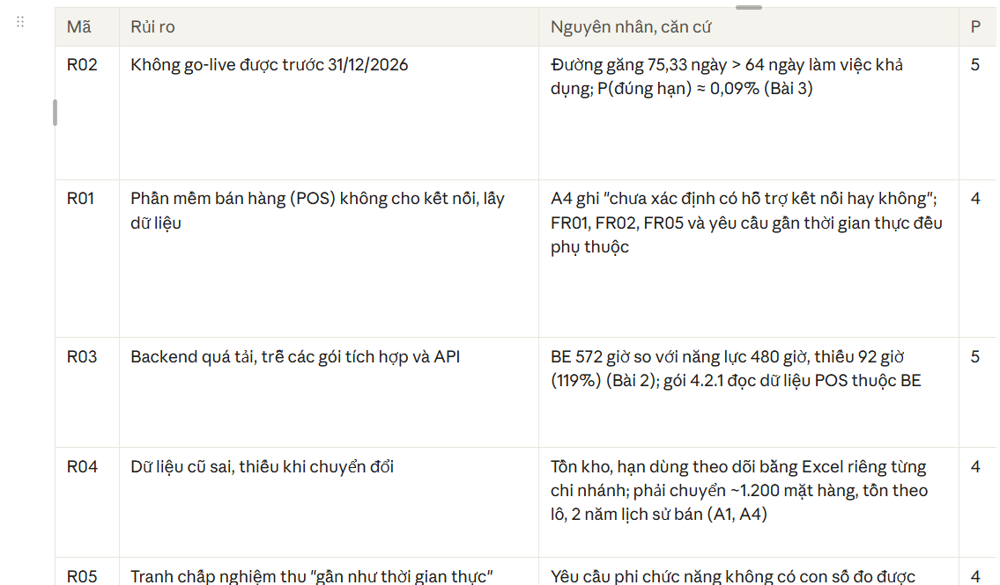 Mã Rủi ro Nguyên nhân, căn cứ P
R02 Không go-live được trước 31/12/2026 Đường găng 75,33 ngày > 64 ngày làm việc khả 5
dụng; P(đúng hạn) ≈ 0,09% (Bài 3)
R01 Phần mềm bán hàng (POS) không cho kết nối, lấy A4 ghi "chưa xác định có hỗ trợ kết nối hay không"; 4
dữ liệu FR01, FR02, FR05 và yêu cầu gần thời gian thực đều
phụ thuộc
R03 Backend quá tải, trễ các gói tích hợp và API BE 572 giờ so với năng lực 480 giờ, thiếu 92 giờ 5
(119%) (Bài 2); gói 4.2.1 đọc dữ liệu POS thuộc BE
R04 Dữ liệu cũ sai, thiếu khi chuyển đổi Tồn kho, hạn dùng theo dõi bằng Excel riêng từng 4
chi nhánh; phải chuyển ~1.200 mặt hàng, tồn theo
lô, 2 năm lịch sử bán (A1, A4)
R05 Tranh chấp nghiệm thu "gần như thời gian thực" Yêu cầu phi chức năng không có con số đo được 4